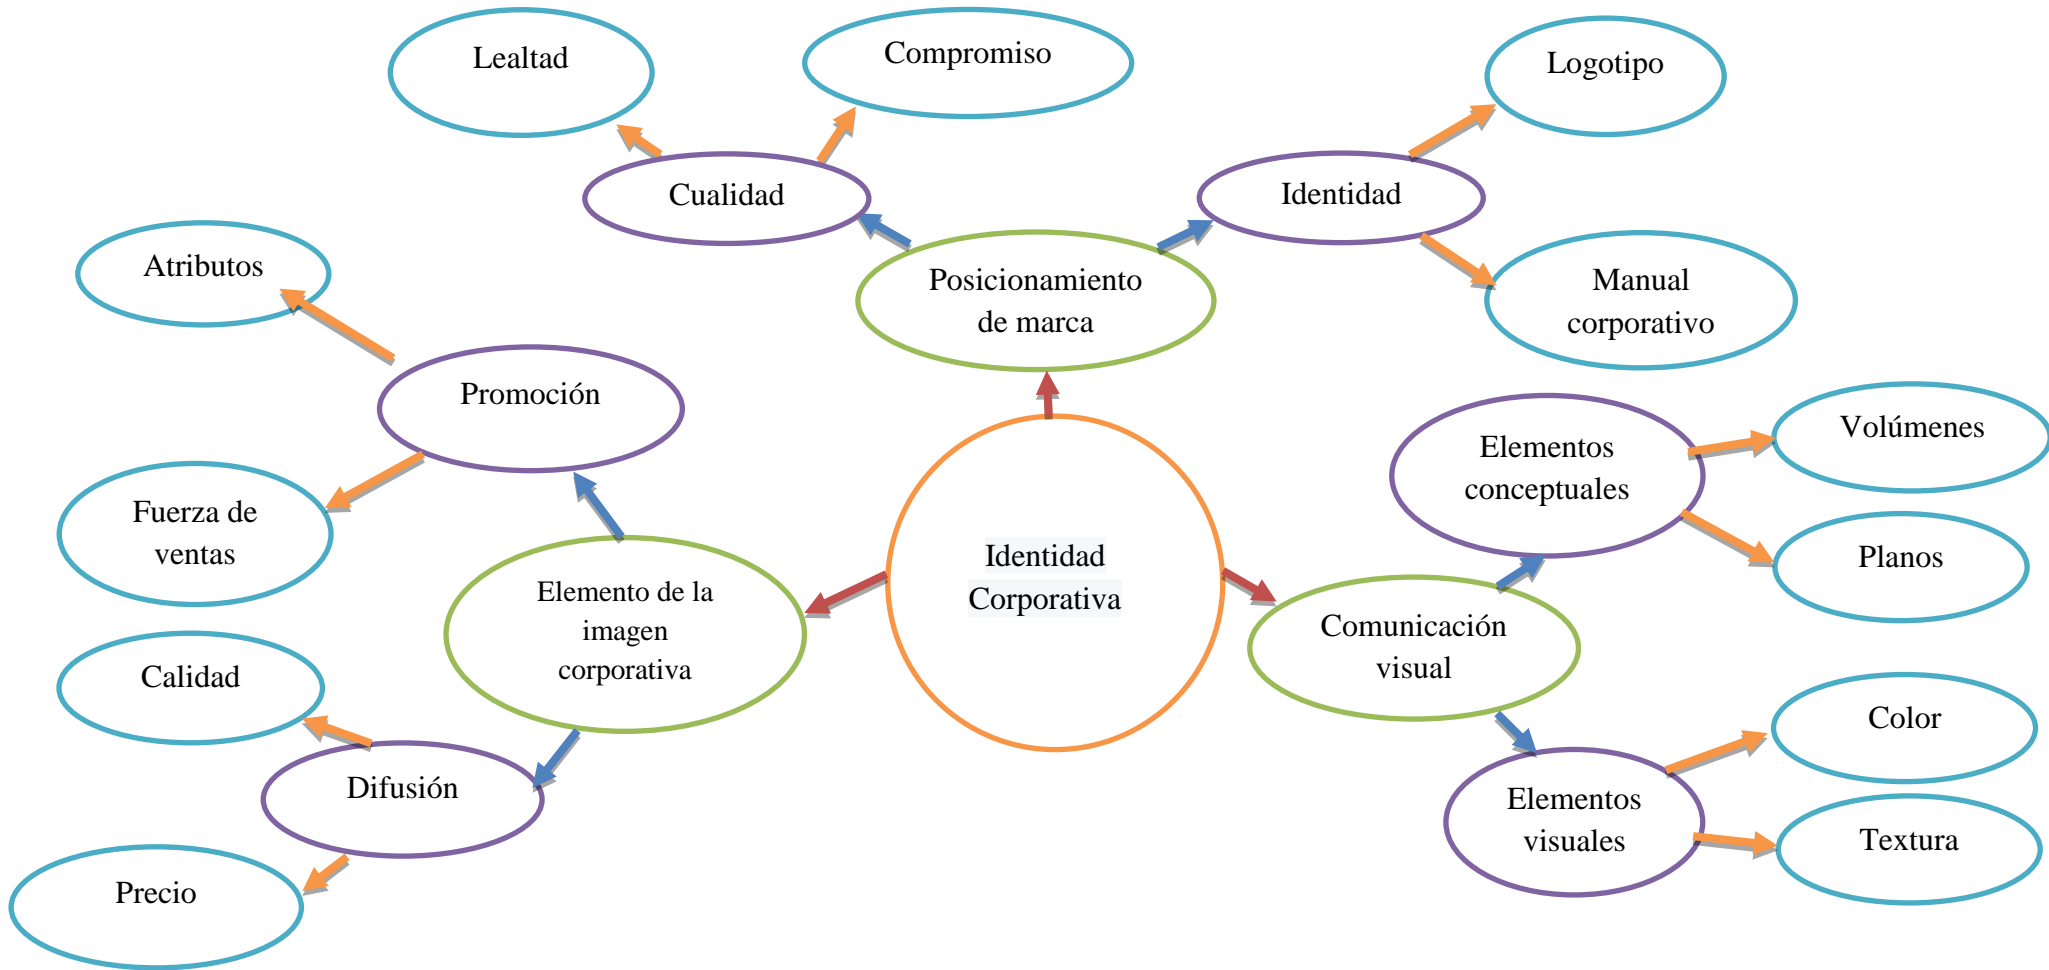 Lealtad
Compromiso
Logotipo
Cualidad
Identidad
Atributos
Posicionamiento
de marca
Manual
corporativo
Promoción
Volúmenes
Elementos
conceptuales
Fuerza de
ventas
Planos
Identidad
Corporativa
Elemento de la
imagen
corporativa
Comunicación
visual
Calidad
Color
Difusión
Elementos
visuales
Textura
Precio